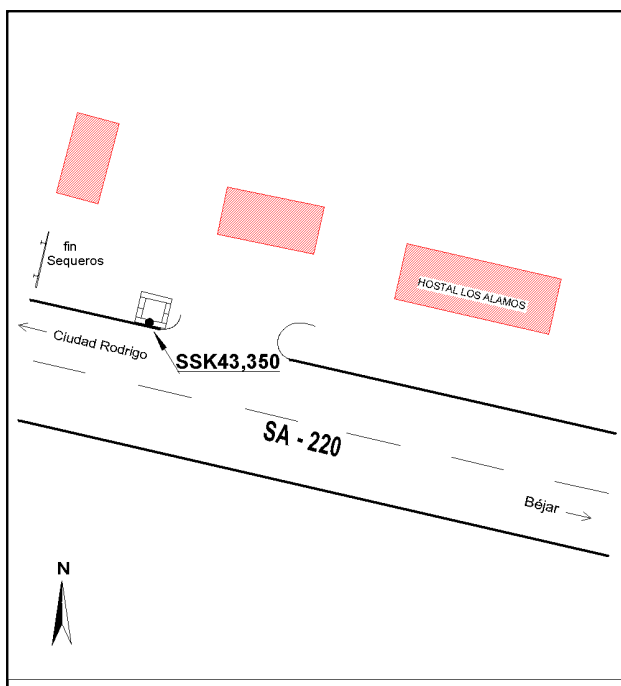 fin
Sequeros
HOSTAL LOS ALAMOS
Ciudad Rodrigo
SSK43,350
SA - 220
Béjar
N